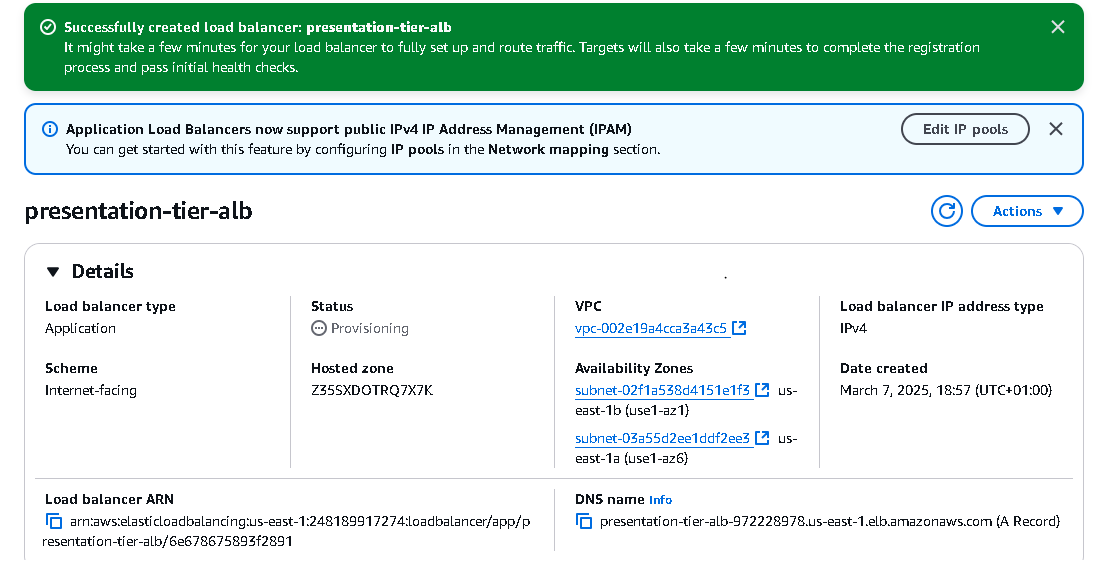 Successfully created load balancer: presentation-tier-alb
It might take a few minutes for your load balancer to fully set up and route traffic. Targets will also take a few minutes to complete the registration
process and pass initial health checks.
Application Load Balancers now support public IPv4 IP Address Management (IPAM)
You can get started with this feature by configuring IP pools in the Network mapping section.
Edit IP pools
presentation-tier-alb
Actions
Details
Load balancer type
Application
Status
Provisioning
VPC
vpc-002e19a4cca3a43c5
Load balancer IP address type
IPv4
Scheme
Internet-facing
Hosted zone
Z35SXDOTRQ7X7K
Availability Zones
subnet-02f1a538d4151e1f3 us-
east-1b (use1-az1)
subnet-03a55d2ee1ddf2ee3 us-
east-1a (use1-az6)
Date created
March 7, 2025, 18:57 (UTC+01:00)
Load balancer ARN
arn:aws:elasticloadbalancing:us-east-1:248189917274:loadbalancer/app/p
resentation-tier-alb/6e678675893f2891
DNS name Info
presentation-tier-alb-972228978.us-east-1.elb.amazonaws.com (A Record)